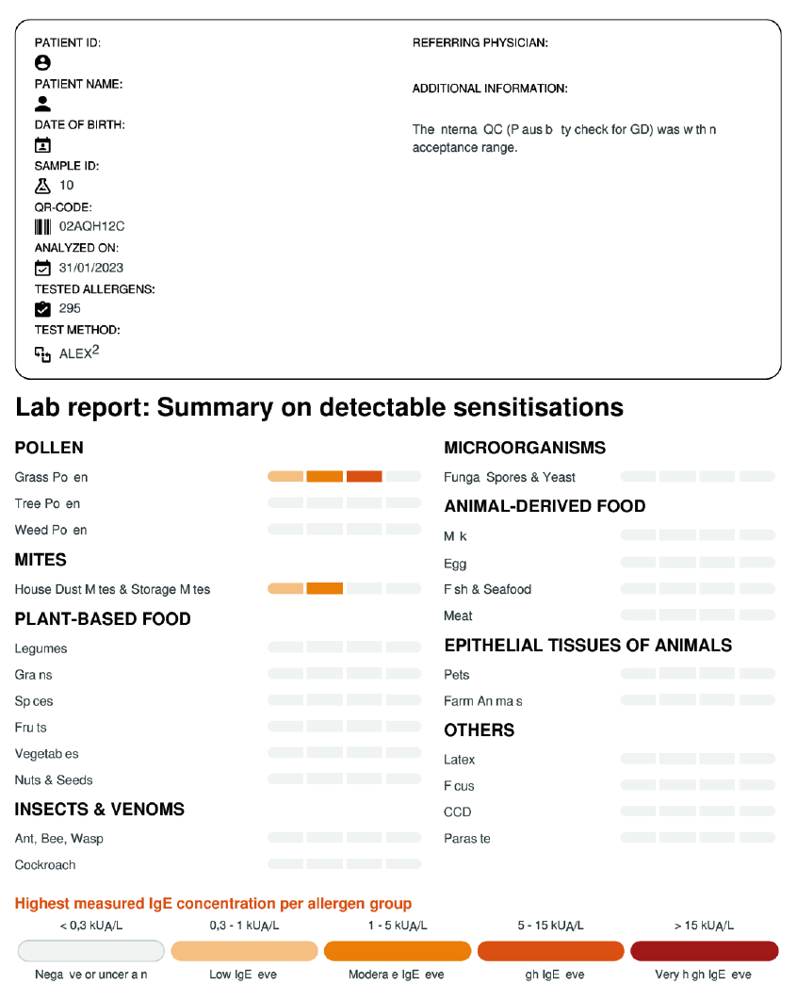 PATIENT ID:
PATIENT NAME:
DATE OF BIRTH:
SAMPLE ID:
10
QR-CODE:
02AQH12C
ANALYZED ON:
31/01/2023
TESTED ALLERGENS:
295
TEST METHOD:
ALEX2
REFERRING PHYSICIAN:
ADDITIONAL INFORMATION:
The nterna QC (P aus b ty check for GD) was w th n
acceptance range.
Lab report: Summary on detectable sensitisations
POLLEN
Grass Po en
Tree Po en
Weed Po en
MITES
House Dust M tes & Storage M tes
PLANT-BASED FOOD
Legumes
Gra ns
Sp ces
Fru ts
Vegetab es
Nuts & Seeds
INSECTS & VENOMS
Ant, Bee, Wasp
Cockroach
MICROORGANISMS
Funga Spores & Yeast
ANIMAL-DERIVED FOOD
M k
Egg
F sh & Seafood
Meat
EPITHELIAL TISSUES OF ANIMALS
Pets
Farm An ma s
OTHERS
Latex
F cus
CCD
Paras te
Highest measured IgE concentration per allergen group
< 0,3 kUA/L 0,3 - 1 kUA/L 1 - 5 kUA/L 5 - 15 kUA/L > 15 kUA/L
Nega ve or uncer a n Low IgE eve Modera e IgE eve gh IgE eve Very h gh IgE eve